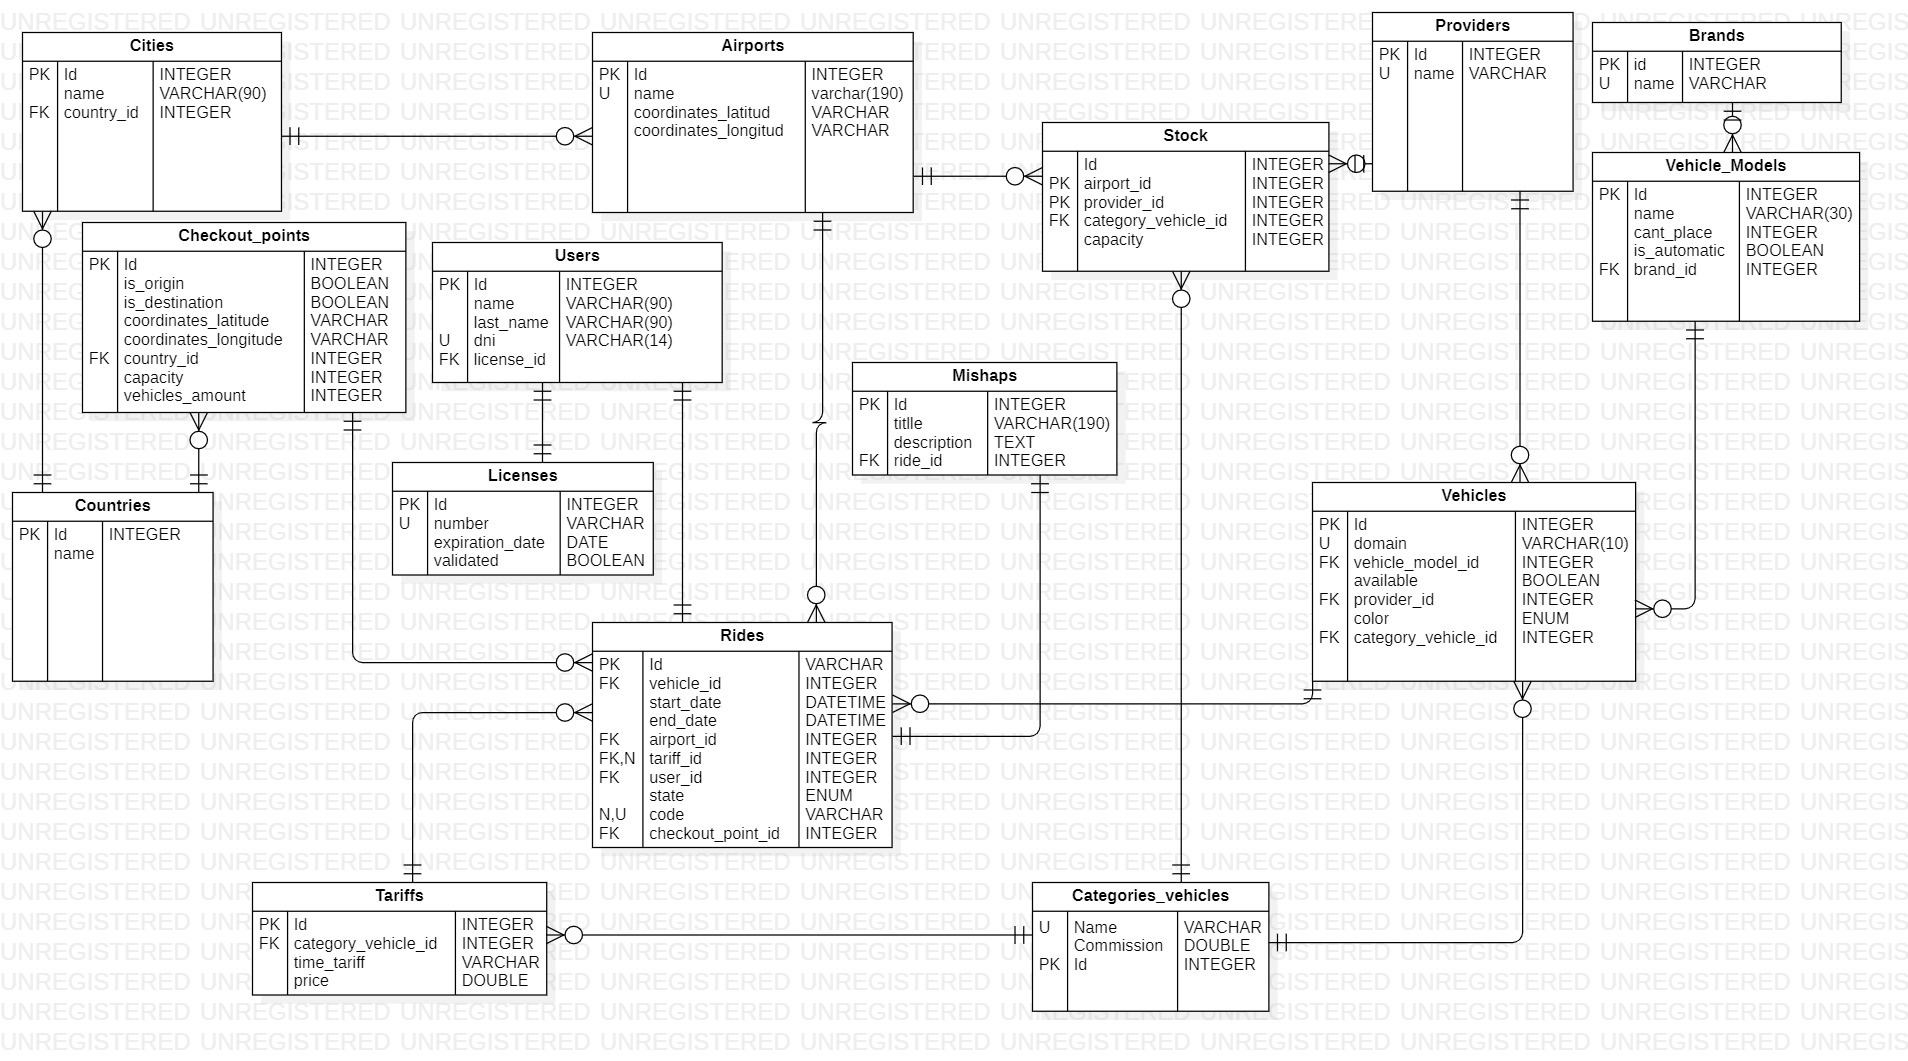 Cities
PK Id INTEGER
name VARCHAR(90)
FK country_id INTEGER
Airports
PK Id INTEGER
U name varchar(190)
coordinates_latitud VARCHAR
coordinates_longitud VARCHAR
Providers
PK Id INTEGER
U name VARCHAR
Brands
PK id INTEGER
U name VARCHAR
Stock
Id INTEGER
PK airport_id INTEGER
PK provider_id INTEGER
FK category_vehicle_id INTEGER
capacity INTEGER
Vehicle_Models
PK Id INTEGER
name VARCHAR(30)
cant_place INTEGER
is_automatic BOOLEAN
FK brand_id INTEGER
Checkout_points
PK Id INTEGER
is_origin BOOLEAN
is_destination BOOLEAN
coordinates_latitude VARCHAR
coordinates_longitude VARCHAR
FK country_id INTEGER
capacity INTEGER
vehicles_amount INTEGER
Users
PK Id INTEGER
name VARCHAR(90)
last_name VARCHAR(90)
U dni VARCHAR(14)
FK license_id
Mishaps
PK Id INTEGER
titlle VARCHAR(190)
description TEXT
FK ride_id INTEGER
Licenses
PK Id INTEGER
U number VARCHAR
expiration_date DATE
validated BOOLEAN
Countries
PK Id INTEGER
name
Vehicles
PK Id INTEGER
U domain VARCHAR(10)
FK vehicle_model_id INTEGER
available BOOLEAN
FK provider_id INTEGER
color ENUM
FK category_vehicle_id INTEGER
Rides
PK Id VARCHAR
FK vehicle_id INTEGER
start_date DATETIME
end_date DATETIME
FK airport_id INTEGER
FK,N tariff_id INTEGER
FK user_id INTEGER
state ENUM
N,U code VARCHAR
FK checkout_point_id INTEGER
Tariffs
PK Id INTEGER
FK category_vehicle_id INTEGER
time_tariff VARCHAR
price DOUBLE
Categories_vehicles
U Name VARCHAR
Commission DOUBLE
PK Id INTEGER
UNREGISTERED